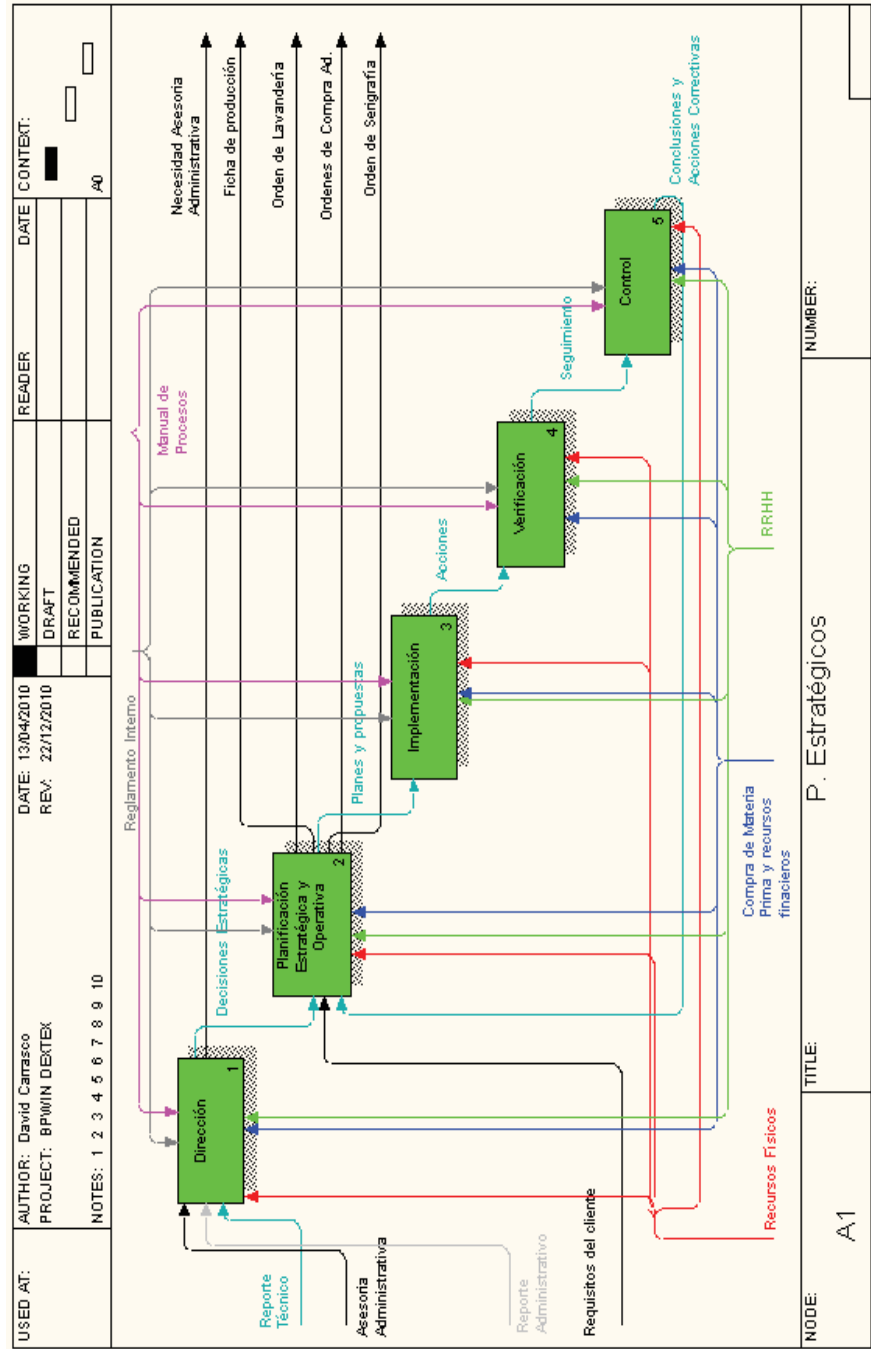 USED AT:
AUTHOR: David Carrasco
PROJECT: BPWIN DEXTEX
NOTES: 1 2 3 4 5 6 7 8 9 10
DATE: 13/04/2010
REV: 22/12/2010
WORKING
DRAFT
RECOMMENDED
PUBLICATION
READER
DATE
CONTEXT:
A0
Reglamento Interno
Manual de
Procesos
Necesidad Asesoria
Administrativa
Ficha de producción
Orden de Lavandería
Ordenes de Compra Ad.
Orden de Serigrafía
Dirección
1
Decisiones Estratégicas
Planificación
Estratégica y
Operativa
2
Planes y propuestas
Implementación
3
Acciones
Verificación
4
Seguimiento
Control
5
Conclusiones y
Acciones Correctivas
Reporte
Técnico
Asesoria
Administrativa
Reporte
Administrativo
Requisitos del cliente
Recursos Físicos
Compra de Materia
Prima y recursos
finacieros
RRHH
NODE:
A1
TITLE:
P. Estratégicos
NUMBER: